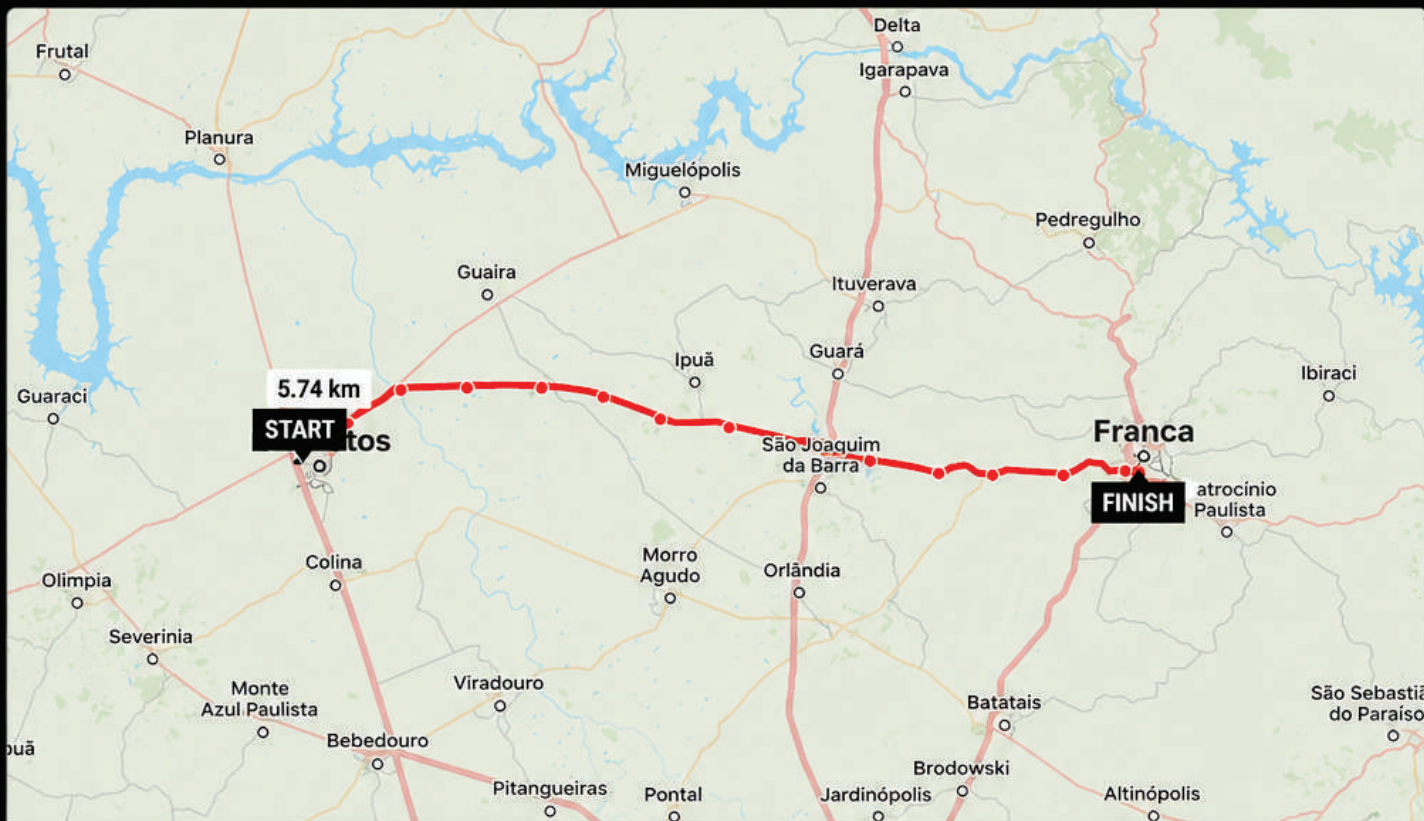 Delta
Frutal
Igarapava
Planura
Miguelópolis
Pedregulho
Guaira
Ituverava
Guará
Ipuã
5.74 km
Ibiraci
Guaraci
START
tos
Franca
São Joaquim
da Barra
FINISH
atrocinio
Paulista
Colina
Morro
Agudo
Orlândia
Olimpia
Severinia
Viradouro
Monte
Azul Paulista
São Sebastiã
do Paraíso
Batatais
Bebedouro
ouã
Brodowski
Pitangueiras
Pontal
Jardinópolis
Altinópolis